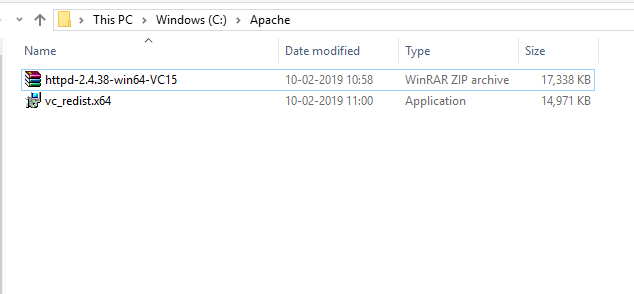 This PC > Windows (C:) > Apache
Name Date modified Type Size
httpd-2.4.38-win64-VC15 10-02-2019 10:58 WinRAR ZIP archive 17,338 KB
vc_redist.x64 10-02-2019 11:00 Application 14,971 KB